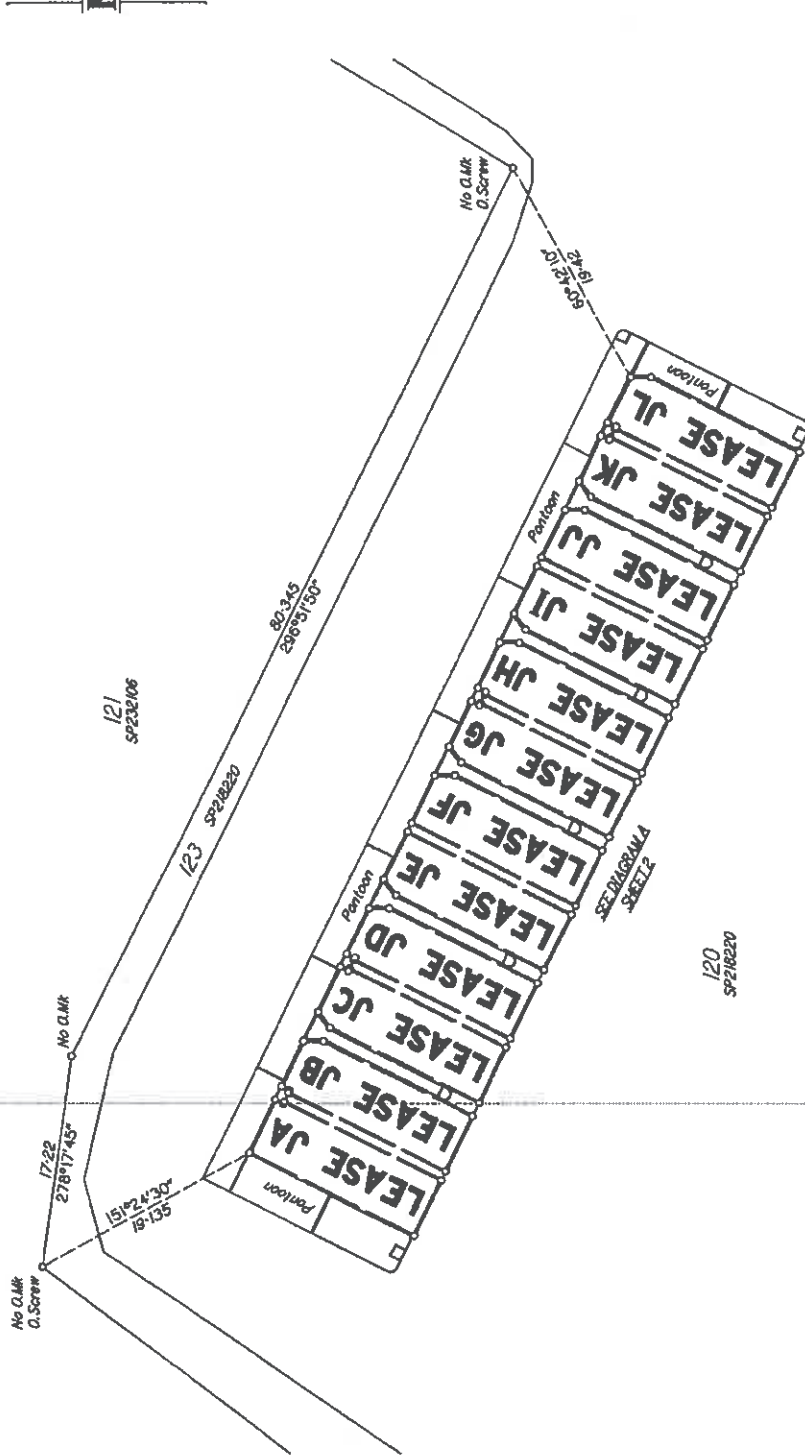 No O.Mk
O.Screw
17·22
278°17'45"
No O.Mk
151°24'30"
19·135
121
SP232106
123 SP218220
80·345
296°51'50"
No O.Mk
O.Screw
60°42'10"
19·42
Pontoon
Pontoon
Pontoon
Pontoon
LEASE JA
LEASE JB
LEASE JC
LEASE JD
LEASE JE
LEASE JF
LEASE JG
LEASE JH
LEASE JI
LEASE JJ
LEASE JK
LEASE JL
SEE DIAGRAM A
SHEET 2
120
SP218220